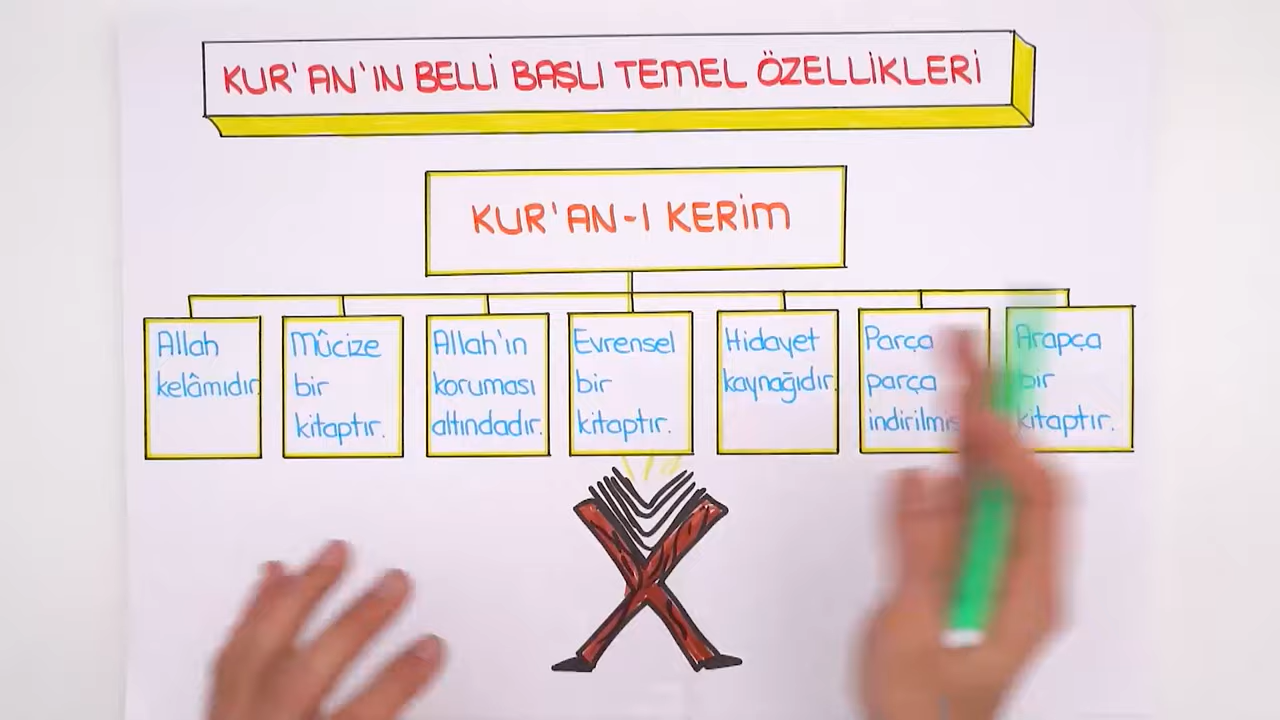 KUR'AN'IN BELLİ BAŞLI TEMEL ÖZELLİKLERİ
KUR'AN-I KERİM
Allah
kelâmıdır
Mûcize
bir
kitaptır.
Allah'ın
koruması
altındadır.
Evrensel
bir
kitaptır.
Hidayet
kaynağıdır.
Parça
parça
Arapça
bir
kitaptır.